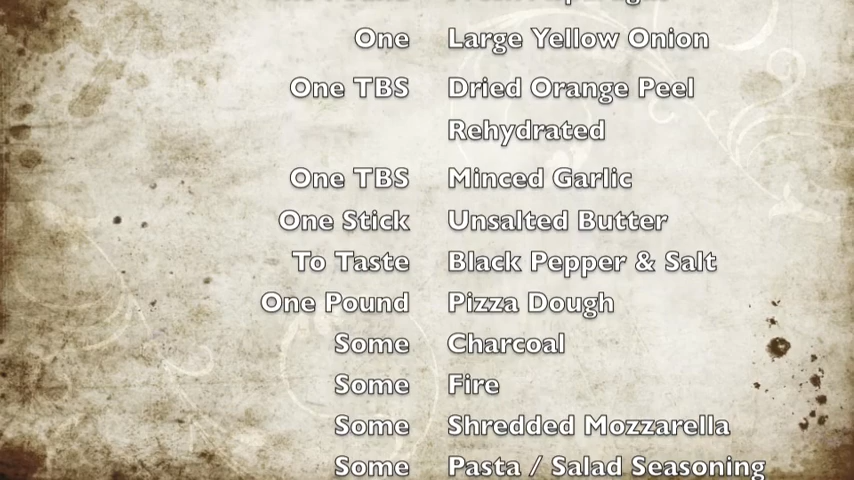 One Large Yellow Onion
One TBS Dried Orange Peel
Rehydrated
One TBS Minced Garlic
One Stick Unsalted Butter
To Taste Black Pepper & Salt
One Pound Pizza Dough
Some Charcoal
Some Fire
Some Shredded Mozzarella
Some Pasta / Salad Seasoning